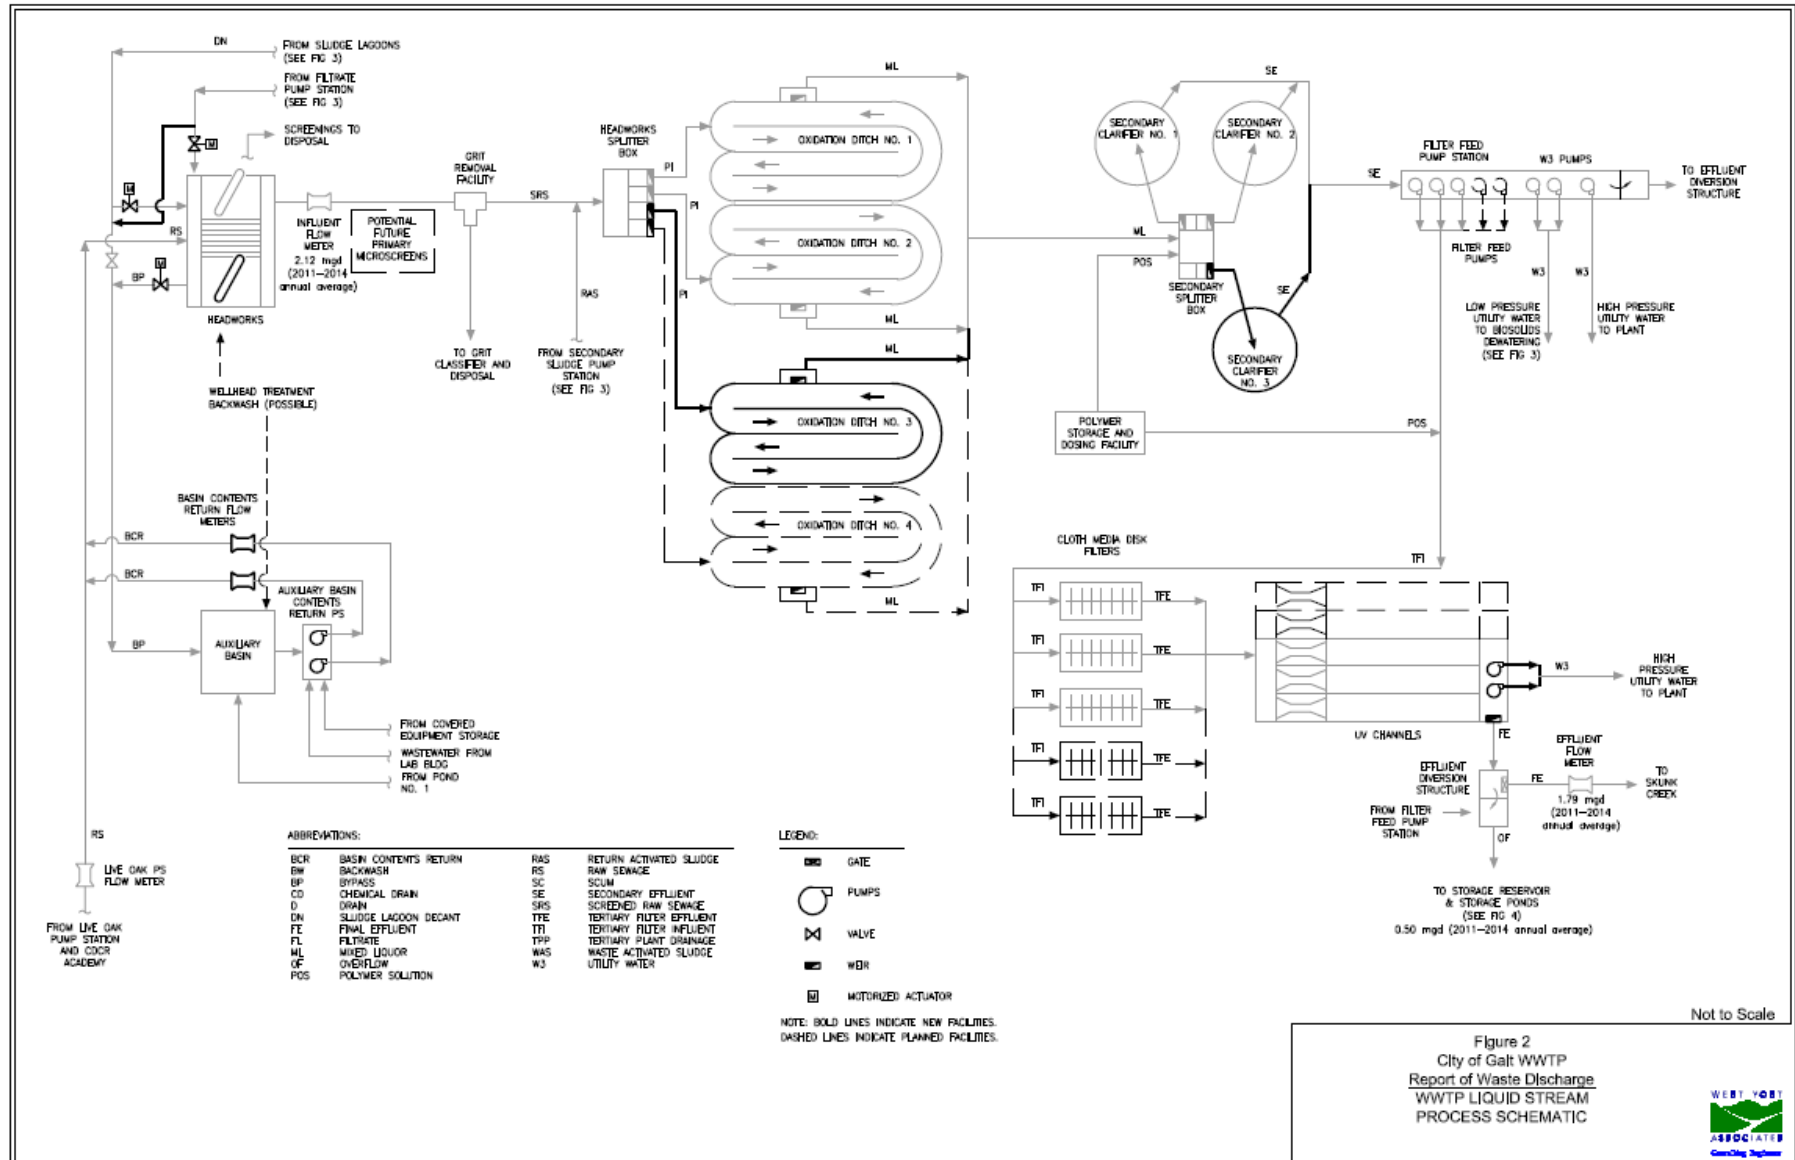 DN
FROM SLUDGE LAGOONS
(SEE FIG 3)
FROM FILTRATE
PUMP STATION
(SEE FIG 3)
SCREENINGS TO
DISPOSAL
M
M
RS
M
BP
HEADWORKS
INFLUENT
FLOW
METER
2.12 mgd
(2011–2014
annual average)
POTENTIAL
FUTURE
PRIMARY
MICROSCREENS
GRIT
REMOVAL
FACILITY
SRS
TO GRIT
CLASSIFIER AND
DISPOSAL
RAS
FROM SECONDARY
SLUDGE PUMP
STATION
(SEE FIG 3)
HEADWORKS
SPLITTER
BOX
PI
PI
PI
ML
OXIDATION DITCH NO. 1
OXIDATION DITCH NO. 2
ML
ML
OXIDATION DITCH NO. 3
OXIDATION DITCH NO. 4
ML
SE
SECONDARY
CLARIFIER NO. 1
SECONDARY
CLARIFIER NO. 2
ML
POS
SECONDARY
SPLITTER
BOX
SE
SECONDARY
CLARIFIER
NO. 3
SE
FILTER FEED
PUMP STATION
W3 PUMPS
TO EFFLUENT
DIVERSION
STRUCTURE
FILTER FEED
PUMPS
W3
W3
LOW PRESSURE
UTILITY WATER
TO BIOSOLIDS
DEWATERING
(SEE FIG 3)
HIGH PRESSURE
UTILITY WATER
TO PLANT
POLYMER
STORAGE AND
DOSING FACILITY
POS
WELLHEAD TREATMENT
BACKWASH (POSSIBLE)
BASIN CONTENTS
RETURN FLOW
METERS
BCR
BCR
AUXILIARY BASIN
CONTENTS
RETURN PS
BP
AUXILIARY
BASIN
FROM COVERED
EQUIPMENT STORAGE
WASTEWATER FROM
LAB BLDG
FROM POND
NO. 1
RS
LIVE OAK PS
FLOW METER
FROM LIVE OAK
PUMP STATION
AND CDCR
ACADEMY
CLOTH MEDIA DISK
FILTERS
TFI
TFI
TFE
TFI
TFE
TFI
TFE
TFI
TFE
TFI
TFE
UV CHANNELS
W3
HIGH
PRESSURE
UTILITY WATER
TO PLANT
FE
EFFLUENT
DIVERSION
STRUCTURE
FROM FILTER
FEED PUMP
STATION
FE
EFFLUENT
FLOW
METER
1.79 mgd
(2011–2014
annual average)
TO
SKUNK
CREEK
OF
TO STORAGE RESERVOIR
& STORAGE PONDS
(SEE FIG 4)
0.50 mgd (2011–2014 annual average)
ABBREVIATIONS:
BCR BASIN CONTENTS RETURN
BW BACKWASH
BP BYPASS
CD CHEMICAL DRAIN
D DRAIN
DN SLUDGE LAGOON DECANT
FE FINAL EFFLUENT
FL FILTRATE
ML MIXED LIQUOR
OF OVERFLOW
POS POLYMER SOLUTION
RAS RETURN ACTIVATED SLUDGE
RS RAW SEWAGE
SC SCUM
SE SECONDARY EFFLUENT
SRS SCREENED RAW SEWAGE
TFE TERTIARY FILTER EFFLUENT
TFI TERTIARY FILTER INFLUENT
TPP TERTIARY PLANT DRAINAGE
WAS WASTE ACTIVATED SLUDGE
W3 UTILITY WATER
LEGEND:
GATE
PUMPS
VALVE
WEIR
M MOTORIZED ACTUATOR
NOTE: BOLD LINES INDICATE NEW FACILITIES.
DASHED LINES INDICATE PLANNED FACILITIES.
Not to Scale
Figure 2
City of Galt WWTP
Report of Waste Discharge
WWTP LIQUID STREAM
PROCESS SCHEMATIC
WEST YOST
ASSOCIATES
Consulting Engineers